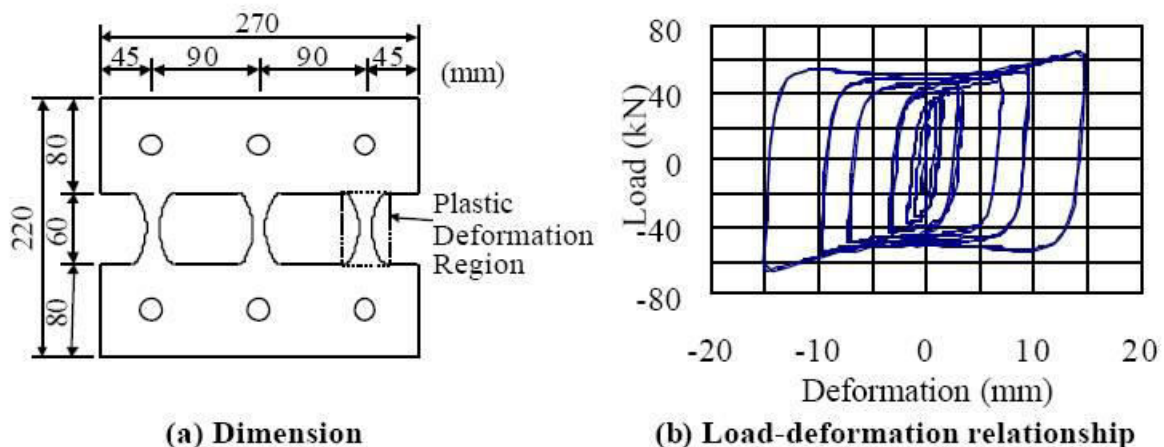 270
45 90 90 45
(mm)
80
60
80
220
Plastic
Deformation
Region
(a) Dimension
80
40
0
-40
-80
Load (kN)
-20 -10 0 10 20
Deformation (mm)
(b) Load-deformation relationship